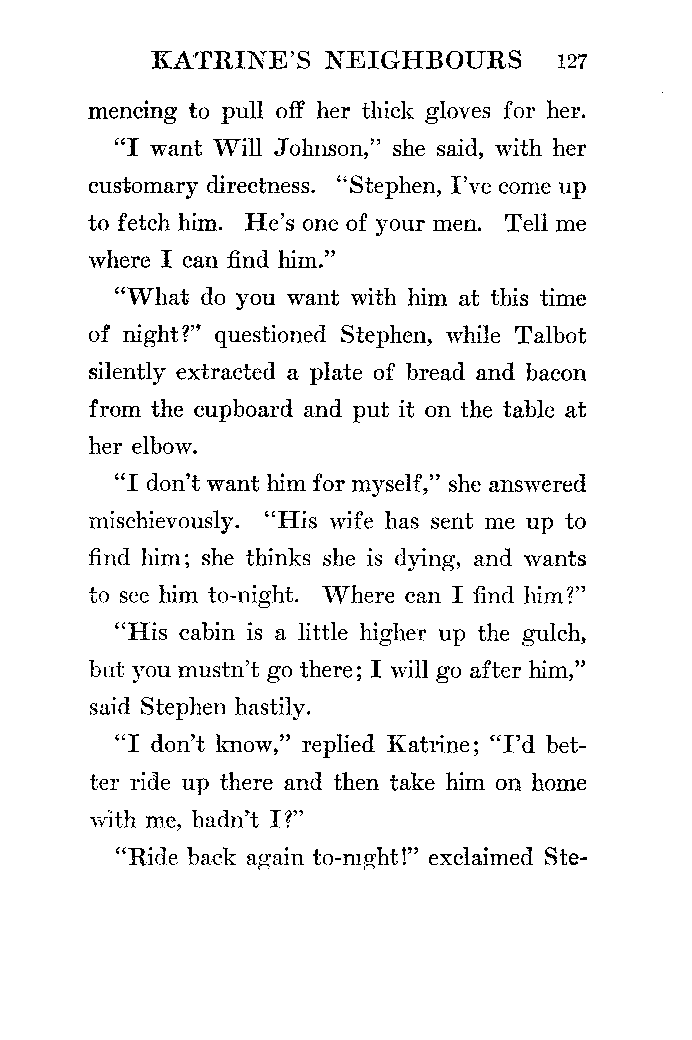 KATRINE'S NEIGHBOURS 127
mencing to pull off her thick gloves for her.
"I want Will Johnson," she said, with her
customary directness. "Stephen, I've come up
to fetch him. He's one of your men. Tell me
where I can find him."
"What do you want with him at this time
of night?" questioned Stephen, while Talbot
silently extracted a plate of bread and bacon
from the cupboard and put it on the table at
her elbow.
"I don't want him for myself," she answered
mischievously. "His wife has sent me up to
find him; she thinks she is dying, and wants
to see him to-night. Where can I find him?"
"His cabin is a little higher up the gulch,
but you mustn't go there; I will go after him,"
said Stephen hastily.
"I don't know," replied Katrine; "I'd bet-
ter ride up there and then take him on home
with me, hadn't I?"
"Ride back again to-night!" exclaimed Ste-